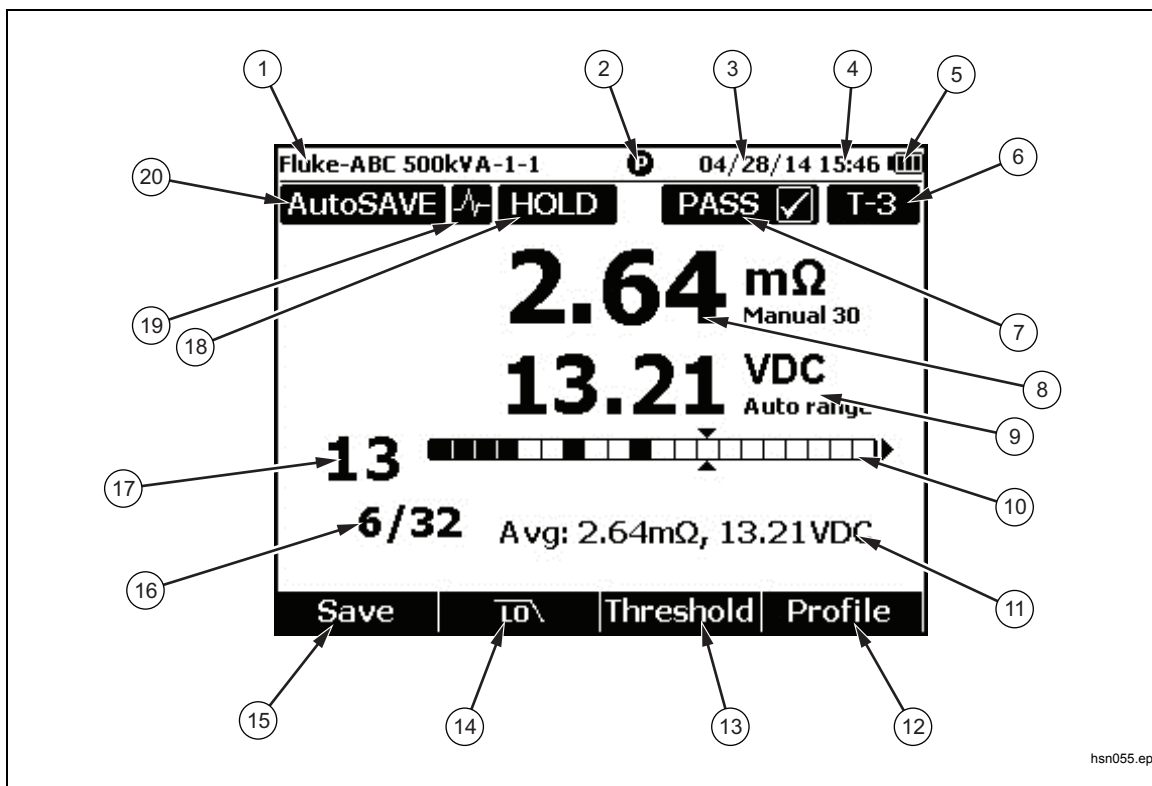 1 2 3 4 5
Fluke-ABC 500kVA-1-1 P 04/28/14 15:46
6
20 AutoSAVE HOLD PASS T-3
2.64 mΩ
Manual 30
7
19
18
13.21 VDC
Auto range
8
9
17 13
10
16 6/32 Avg: 2.64mΩ, 13.21VDC
11
Save LO Threshold Profile
15 14 13 12
hsn055.ep